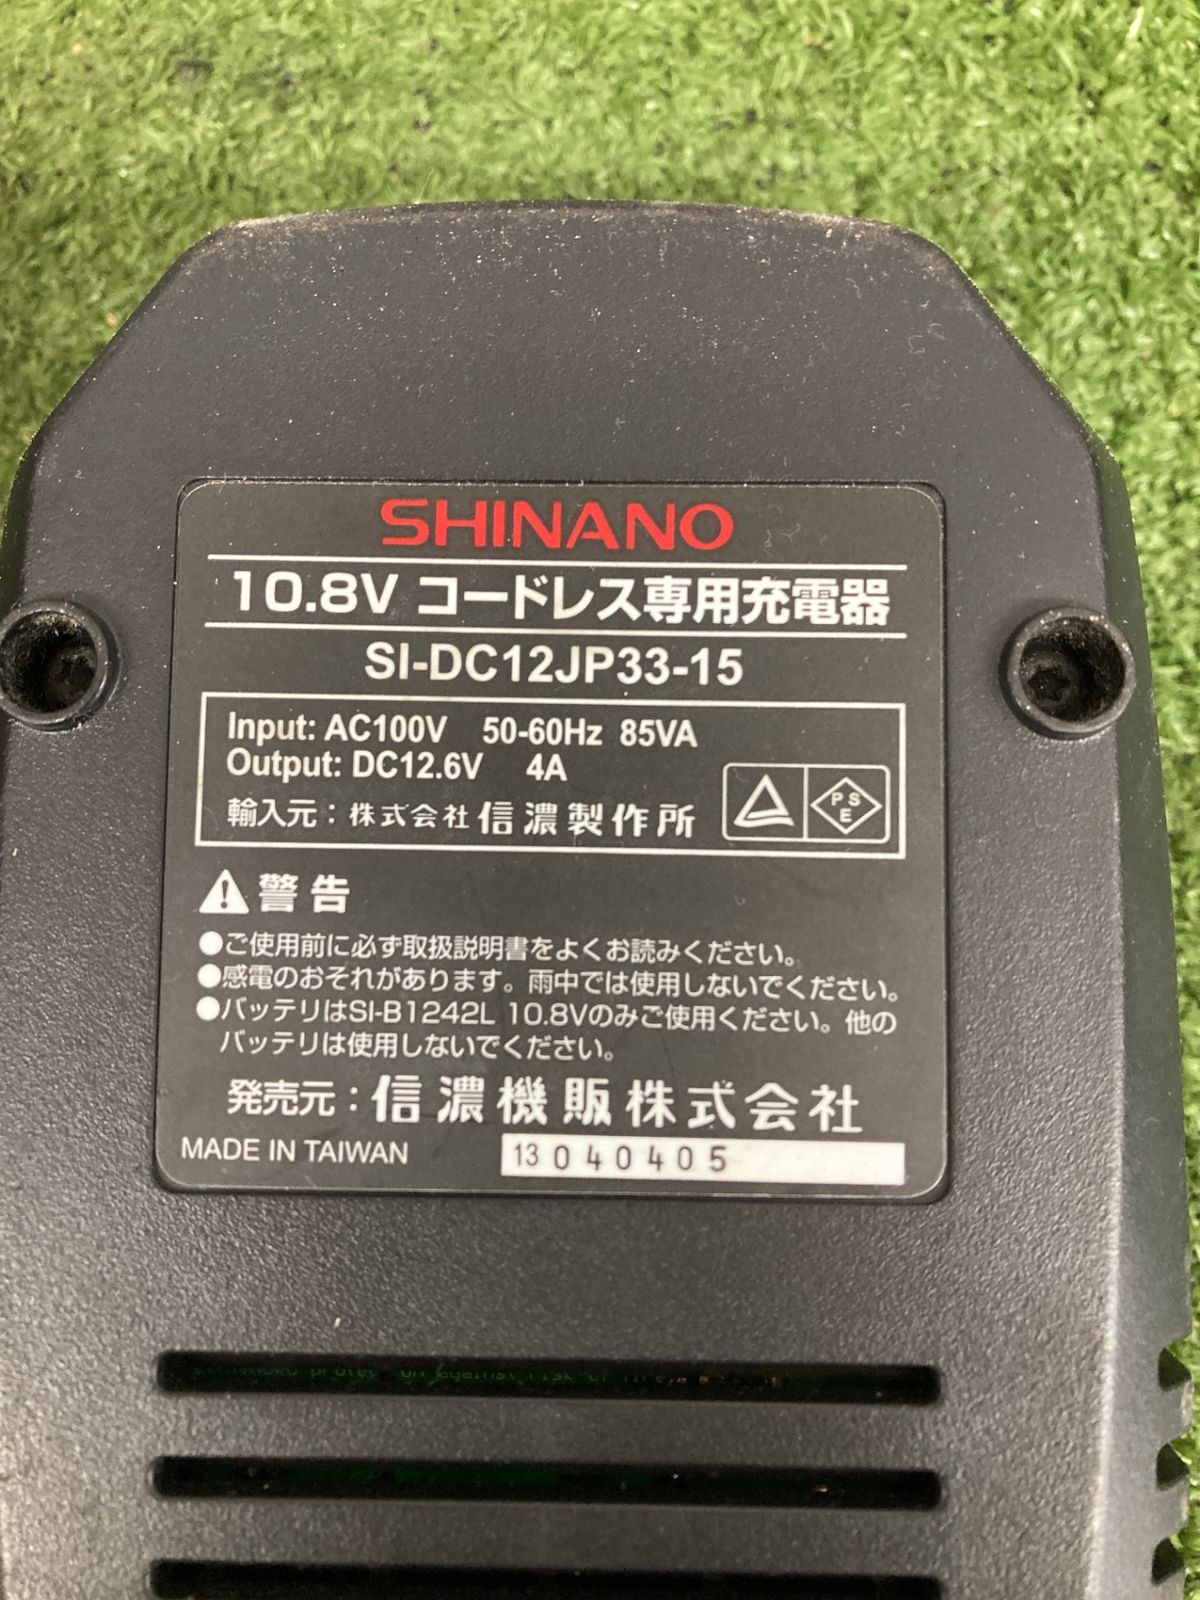 SHINANO
10.8V コードレス専用充電器
SI-DC12JP33-15
Input: AC100V 50-60Hz 85VA
Output: DC12.6V 4A
輸入元：株式会社 信濃製作所
PSE
警告
●ご使用前に必ず取扱説明書をよくお読みください。
●感電のおそれがあります。雨中では使用しないでください。
●バッテリはSI-B1242L 10.8Vのみご使用ください。他の
バッテリは使用しないでください。
発売元：信濃機販株式会社
MADE IN TAIWAN 13 040405
against risk of fire,